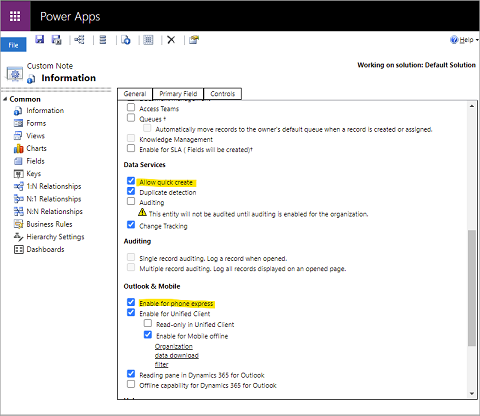 Power Apps
File
Help
Custom Note
Information
Working on solution: Default Solution
Common
Information
Forms
Views
Charts
Fields
Keys
1:N Relationships
N:1 Relationships
N:N Relationships
Business Rules
Hierarchy Settings
Dashboards
General
Primary Field
Controls
Access Teams
Queues †
Automatically move records to the owner's default queue when a record is created or assigned.
Knowledge Management
Enable for SLA ( Fields will be created)†
Data Services
Allow quick create
Duplicate detection
Auditing
This entity will not be audited until auditing is enabled for the organization.
Change Tracking
Auditing
Single record auditing. Log a record when opened.
Multiple record auditing. Log all records displayed on an opened page.
Outlook & Mobile
Enable for phone express
Enable for Unified Client
Read-only in Unified Client
Enable for Mobile offline
Organization
data download
filter
Reading pane in Dynamics 365 for Outlook
Offline capability for Dynamics 365 for Outlook